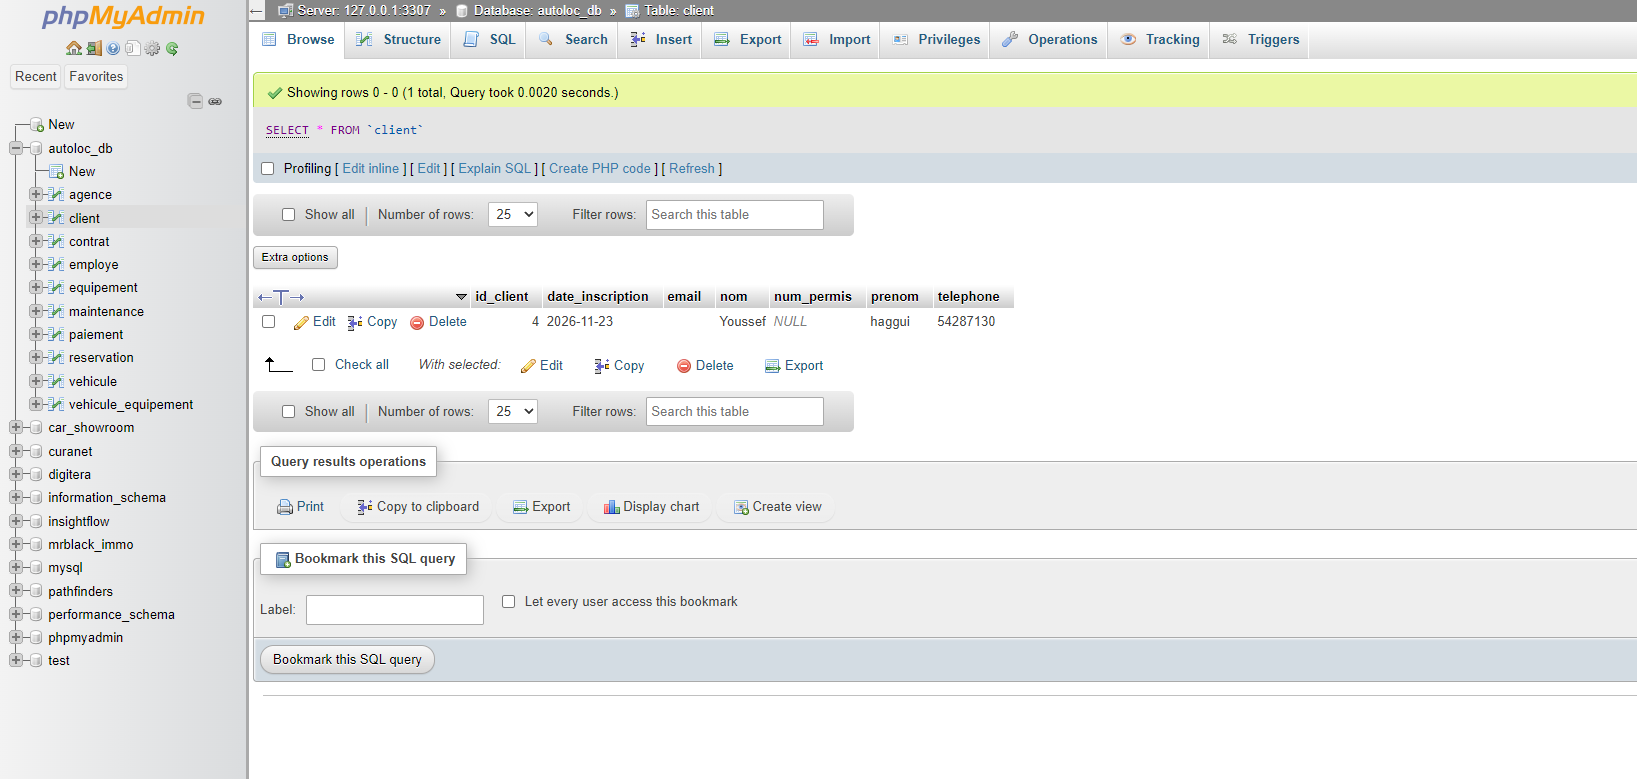 phpMyAdmin
Recent Favorites
New
autoloc_db
New
agence
client
contrat
employe
equipement
maintenance
paiement
reservation
vehicule
vehicule_equipement
car_showroom
curanet
digitera
information_schema
insightflow
mrblack_immo
mysql
pathfinders
performance_schema
phpmyadmin
test
Server: 127.0.0.1:3307 » Database: autoloc_db » Table: client
Browse Structure SQL Search Insert Export Import Privileges Operations Tracking Triggers
Showing rows 0 - 0 (1 total, Query took 0.0020 seconds.)
SELECT * FROM `client`
Profiling [ Edit inline ] [ Edit ] [ Explain SQL ] [ Create PHP code ] [ Refresh ]
Show all | Number of rows: 25 Filter rows: Search this table
Extra options
id_client date_inscription email nom num_permis prenom telephone
Edit Copy Delete 4 2026-11-23 Youssef NULL haggui 54287130
Check all With selected: Edit Copy Delete Export
Show all | Number of rows: 25 Filter rows: Search this table
Query results operations
Print Copy to clipboard Export Display chart Create view
Bookmark this SQL query
Label: Let every user access this bookmark
Bookmark this SQL query